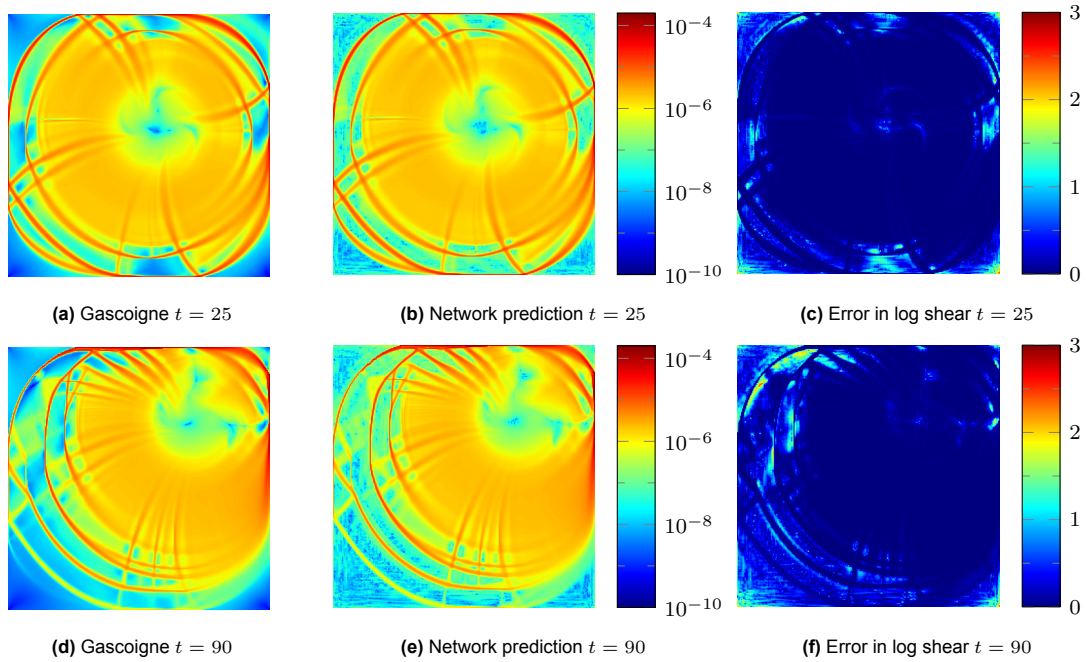 10−4
10−6
10−8
10−10
3
2
1
0
(a) Gascoigne t = 25
(b) Network prediction t = 25
(c) Error in log shear t = 25
10−4
10−6
10−8
10−10
3
2
1
0
(d) Gascoigne t = 90
(e) Network prediction t = 90
(f) Error in log shear t = 90